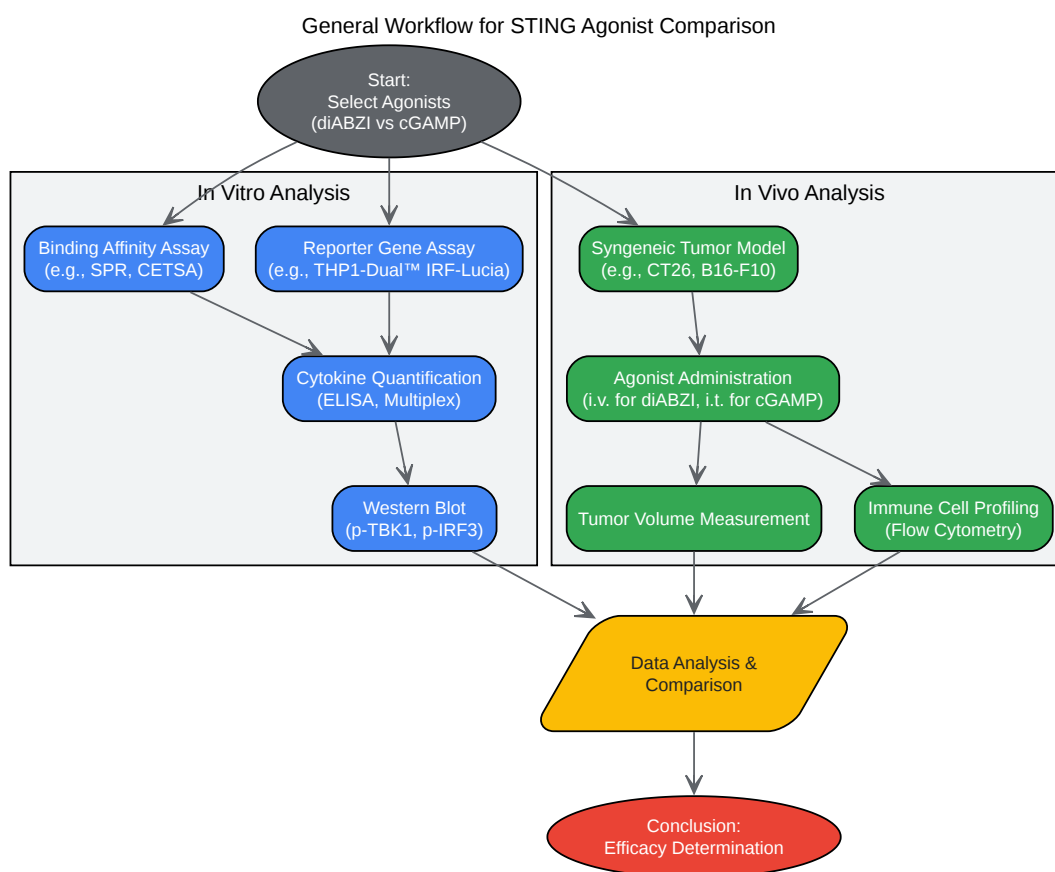 General Workflow for STING Agonist Comparison
Start:
Select Agonists
(diABZI vs cGAMP)
In Vitro Analysis
In Vivo Analysis
Binding Affinity Assay
(e.g., SPR, CETSA)
Reporter Gene Assay
(e.g., THP1-Dual™ IRF-Lucia)
Syngeneic Tumor Model
(e.g., CT26, B16-F10)
Cytokine Quantification
(ELISA, Multiplex)
Agonist Administration
(i.v. for diABZI, i.t. for cGAMP)
Western Blot
(p-TBK1, p-IRF3)
Tumor Volume Measurement
Immune Cell Profiling
(Flow Cytometry)
Data Analysis &
Comparison
Conclusion:
Efficacy Determination